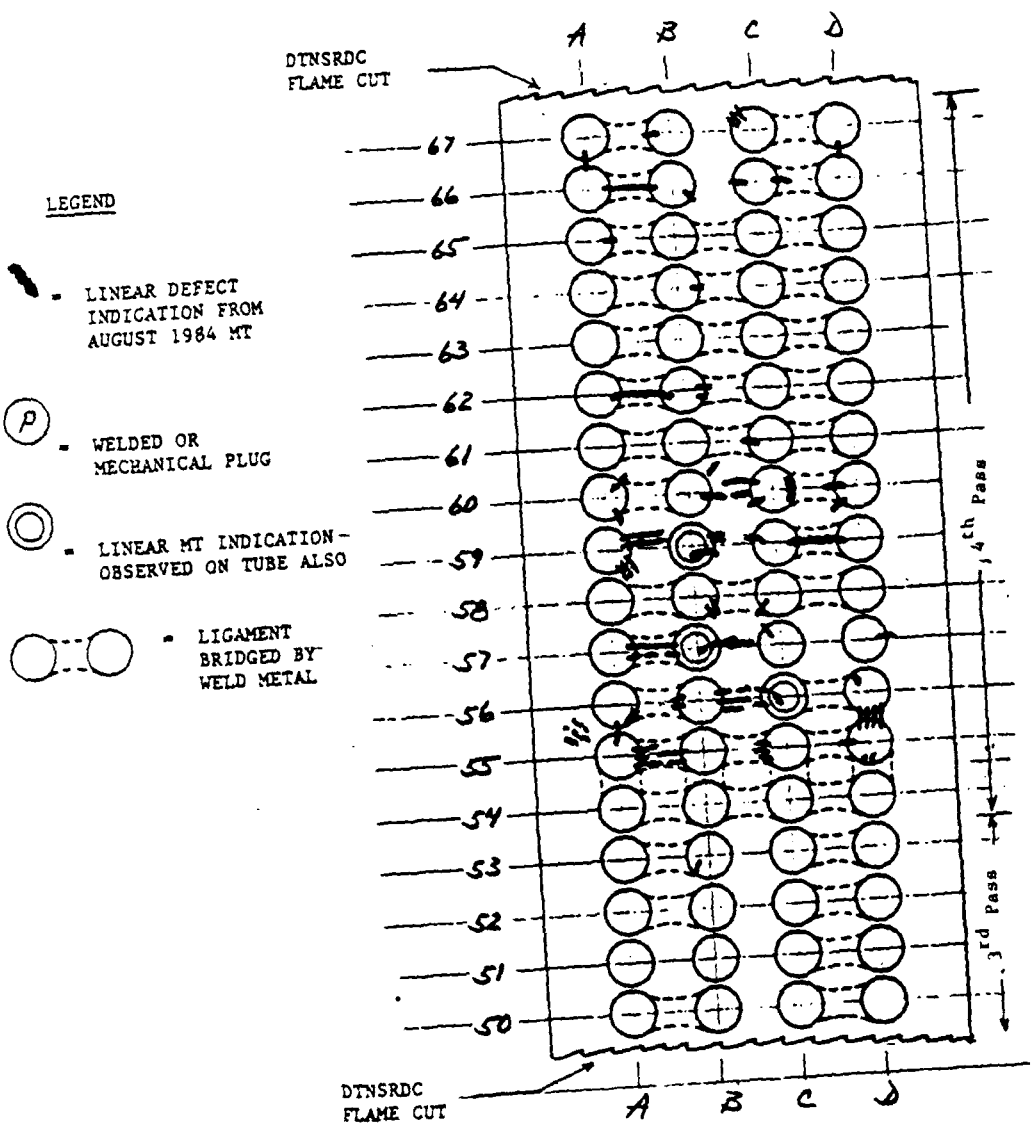 A B C D
DTNSRDC
FLAME CUT
67
66
65
64
63
62
61
60
59
58
57
56
55
54
53
52
51
50
LEGEND
- LINEAR DEFECT
INDICATION FROM
AUGUST 1984 MT
P
- WELDED OR
MECHANICAL PLUG
- LINEAR MT INDICATION -
OBSERVED ON TUBE ALSO
- LIGAMENT
BRIDGED BY
WELD METAL
4th Pass
3rd Pass
DTNSRDC
FLAME CUT
A B C D